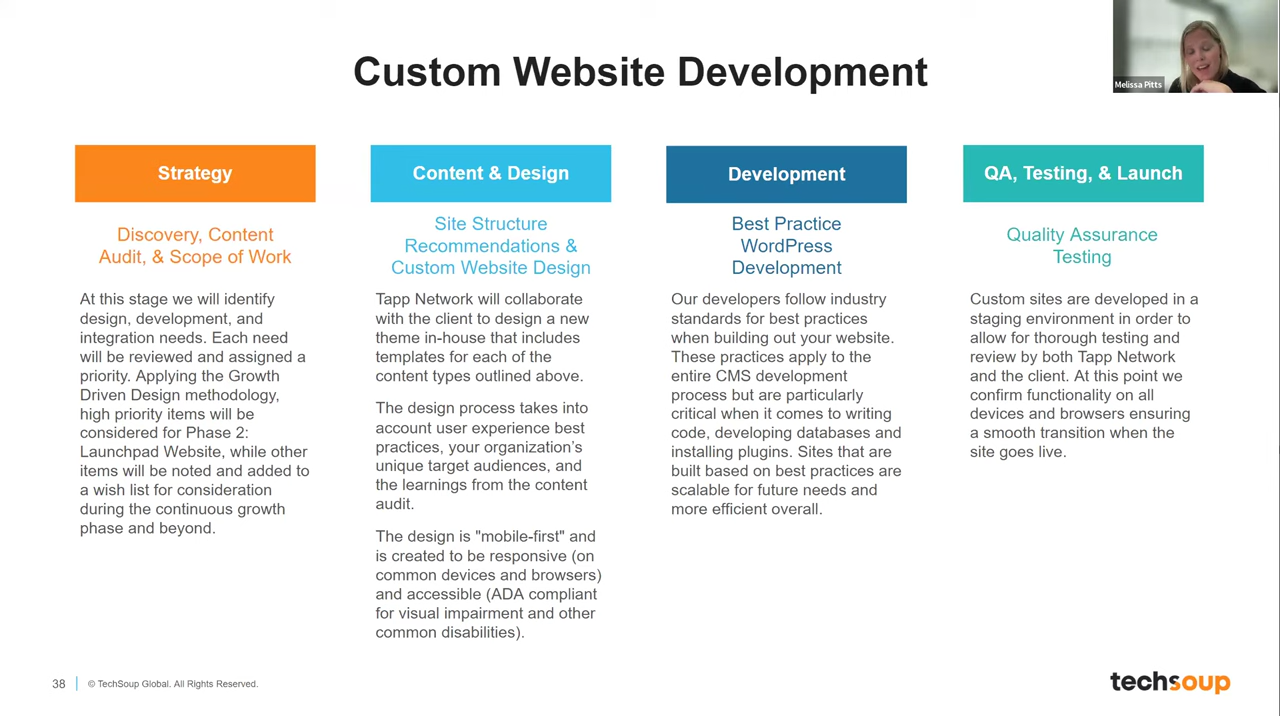 Custom Website Development
Melissa Pitts
Strategy
Discovery, Content
Audit, & Scope of Work
At this stage we will identify
design, development, and
integration needs. Each need
will be reviewed and assigned a
priority. Applying the Growth
Driven Design methodology,
high priority items will be
considered for Phase 2:
Launchpad Website, while other
items will be noted and added to
a wish list for consideration
during the continuous growth
phase and beyond.
Content & Design
Site Structure
Recommendations &
Custom Website Design
Tapp Network will collaborate
with the client to design a new
theme in-house that includes
templates for each of the
content types outlined above.
The design process takes into
account user experience best
practices, your organization’s
unique target audiences, and
the learnings from the content
audit.
The design is "mobile-first" and
is created to be responsive (on
common devices and browsers)
and accessible (ADA compliant
for visual impairment and other
common disabilities).
Development
Best Practice
WordPress
Development
Our developers follow industry
standards for best practices
when building out your website.
These practices apply to the
entire CMS development
process but are particularly
critical when it comes to writing
code, developing databases and
installing plugins. Sites that are
built based on best practices are
scalable for future needs and
more efficient overall.
QA, Testing, & Launch
Quality Assurance
Testing
Custom sites are developed in a
staging environment in order to
allow for thorough testing and
review by both Tapp Network
and the client. At this point we
confirm functionality on all
devices and browsers ensuring
a smooth transition when the
site goes live.
38
© TechSoup Global. All Rights Reserved.
techsoup